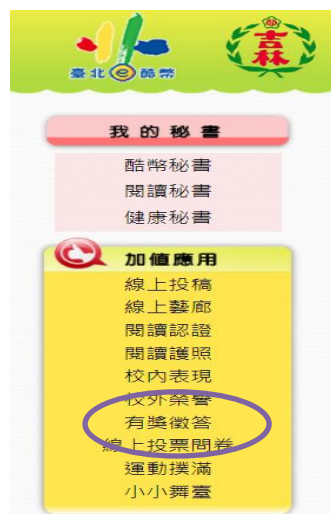 臺北ⓔ酷幣
吉林
我的秘書
酷幣秘書
閱讀秘書
健康秘書
加值應用
線上投稿
線上藝廊
閱讀認證
閱讀護照
校內表現
校外榮譽
有獎徵答
線上投票問卷
運動撲滿
小小舞臺